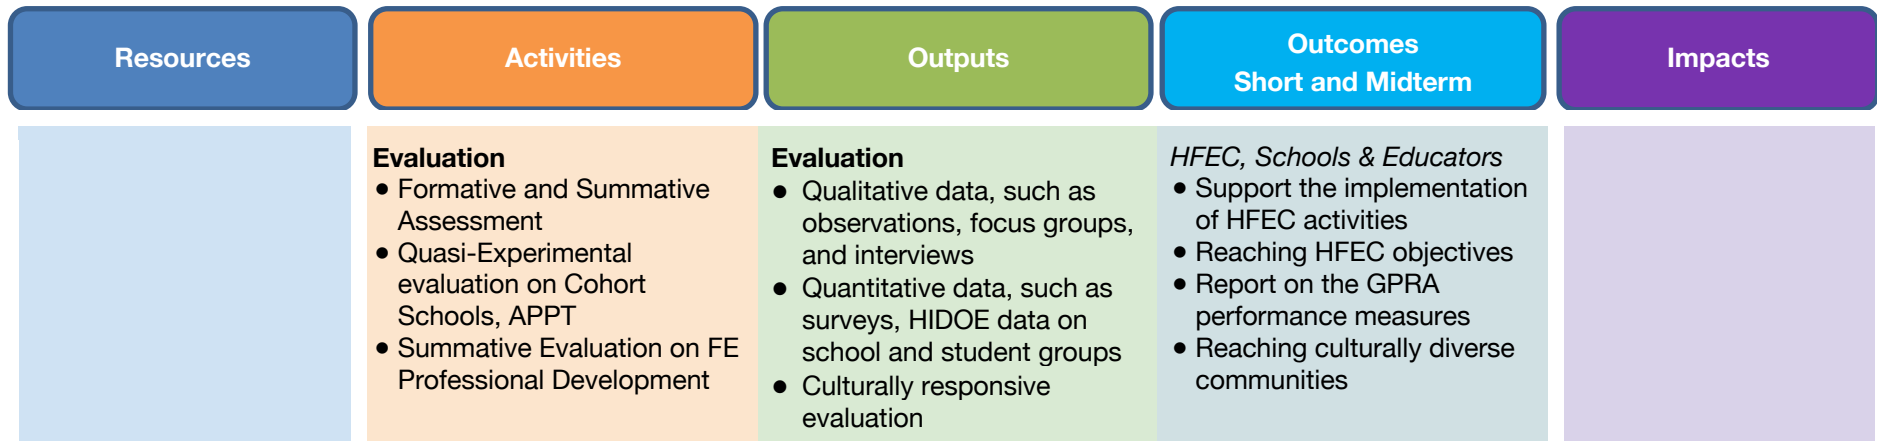 Resources
Activities
Outputs
Outcomes
Short and Midterm
Impacts
Evaluation
● Formative and Summative
Assessment
● Quasi-Experimental
evaluation on Cohort
Schools, APPT
● Summative Evaluation on FE
Professional Development
Evaluation
● Qualitative data, such as
observations, focus groups,
and interviews
● Quantitative data, such as
surveys, HIDOE data on
school and student groups
● Culturally responsive
evaluation
HFEC, Schools & Educators
● Support the implementation
of HFEC activities
● Reaching HFEC objectives
● Report on the GPRA
performance measures
● Reaching culturally diverse
communities